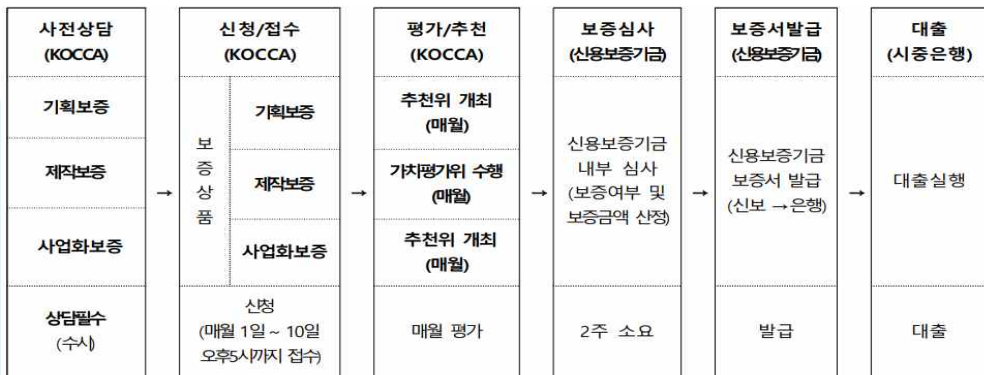 사전상담
(KOCCA)
기획보증
제작보증
사업화보증
상담필수
(수시)
→
신청/접수
(KOCCA)
보증상품
기획보증
제작보증
사업화보증
신청
(매월 1일 ~ 10일
오후5시까지 접수)
→
평가/추천
(KOCCA)
추천위 개최
(매월)
가치평가위 수행
(매월)
추천위 개최
(매월)
매월 평가
→
보증심사
(신용보증기금)
신용보증기금
내부 심사
(보증여부 및
보증금액 산정)
2주 소요
→
보증서발급
(신용보증기금)
신용보증기금
보증서 발급
(신보 → 은행)
발급
→
대출
(시중은행)
대출실행
대출